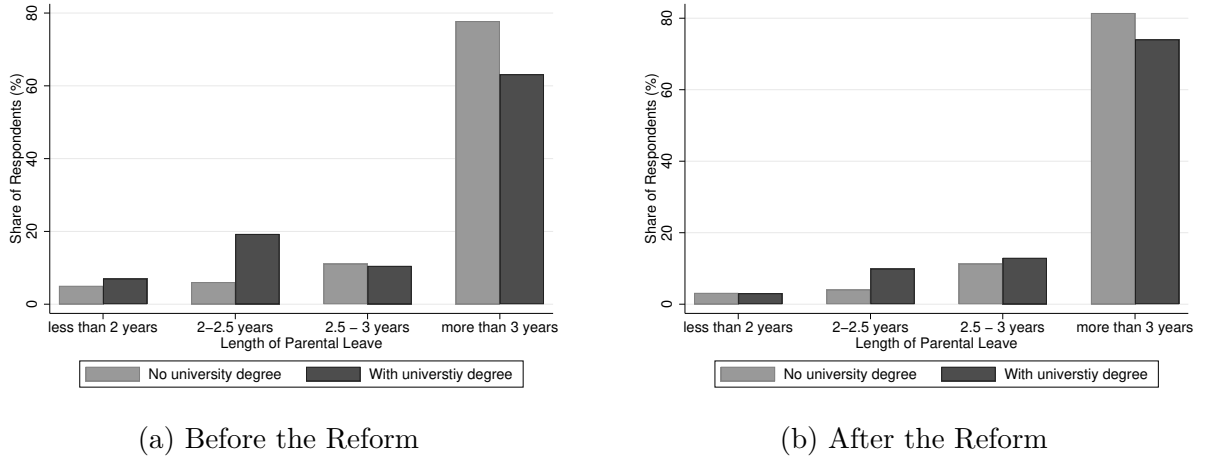 Share of Respondents (%)
80
60
40
20
0
less than 2 years 2−2.5 years 2.5 − 3 years more than 3 years
Length of Parental Leave
No university degree With universtiy degree
(a) Before the Reform
Share of Respondents (%)
80
60
40
20
0
less than 2 years 2−2.5 years 2.5 − 3 years more than 3 years
Length of Parental Leave
No university degree With universtiy degree
(b) After the Reform